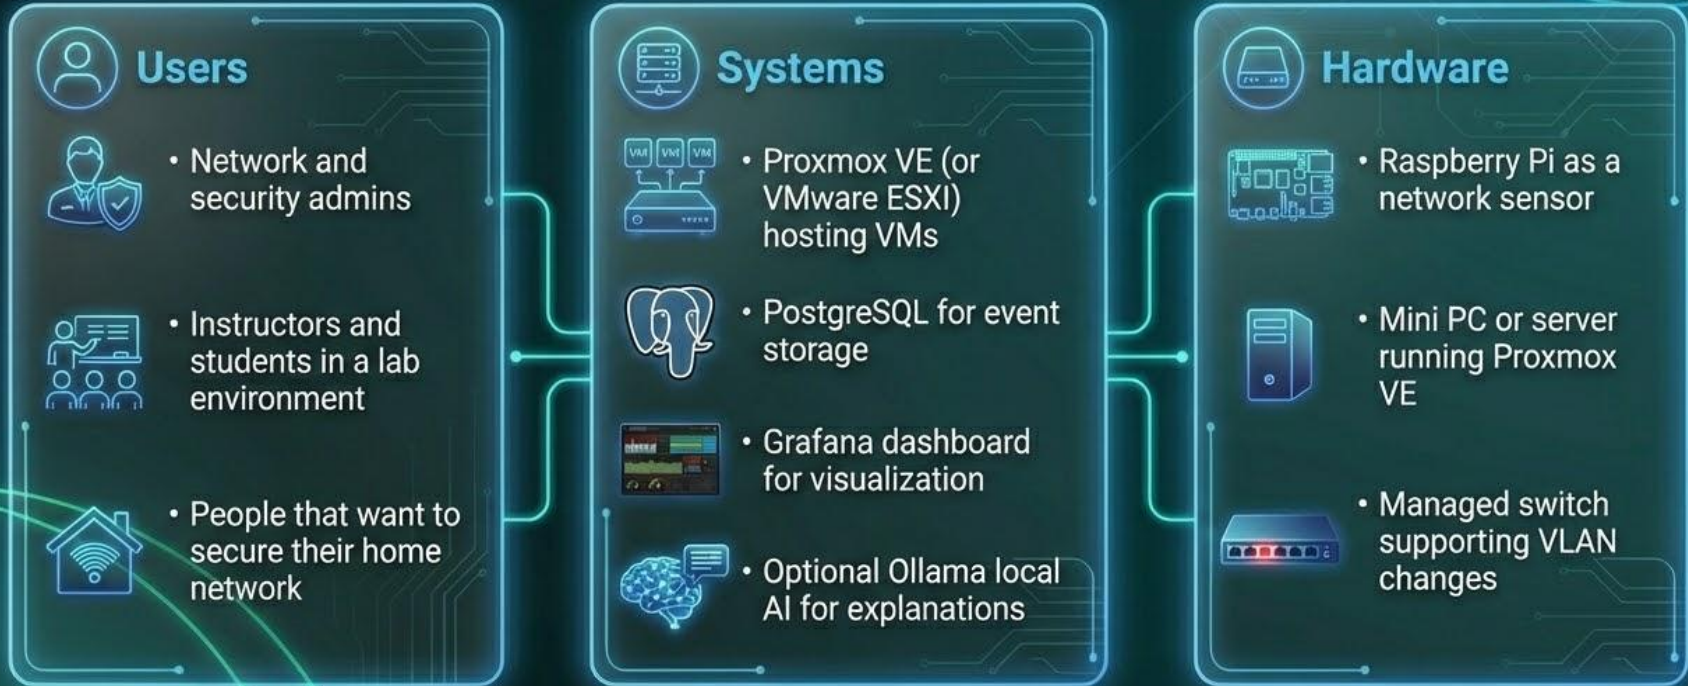 Users
• Network and
security admins
• Instructors and
students in a lab
environment
• People that want to
secure their home
network
Systems
VM VM VM
• Proxmox VE (or
VMware ESXI)
hosting VMs
• PostgreSQL for event
storage
• Grafana dashboard
for visualization
• Optional Ollama local
AI for explanations
Hardware
• Raspberry Pi as a
network sensor
• Mini PC or server
running Proxmox
VE
• Managed switch
supporting VLAN
changes